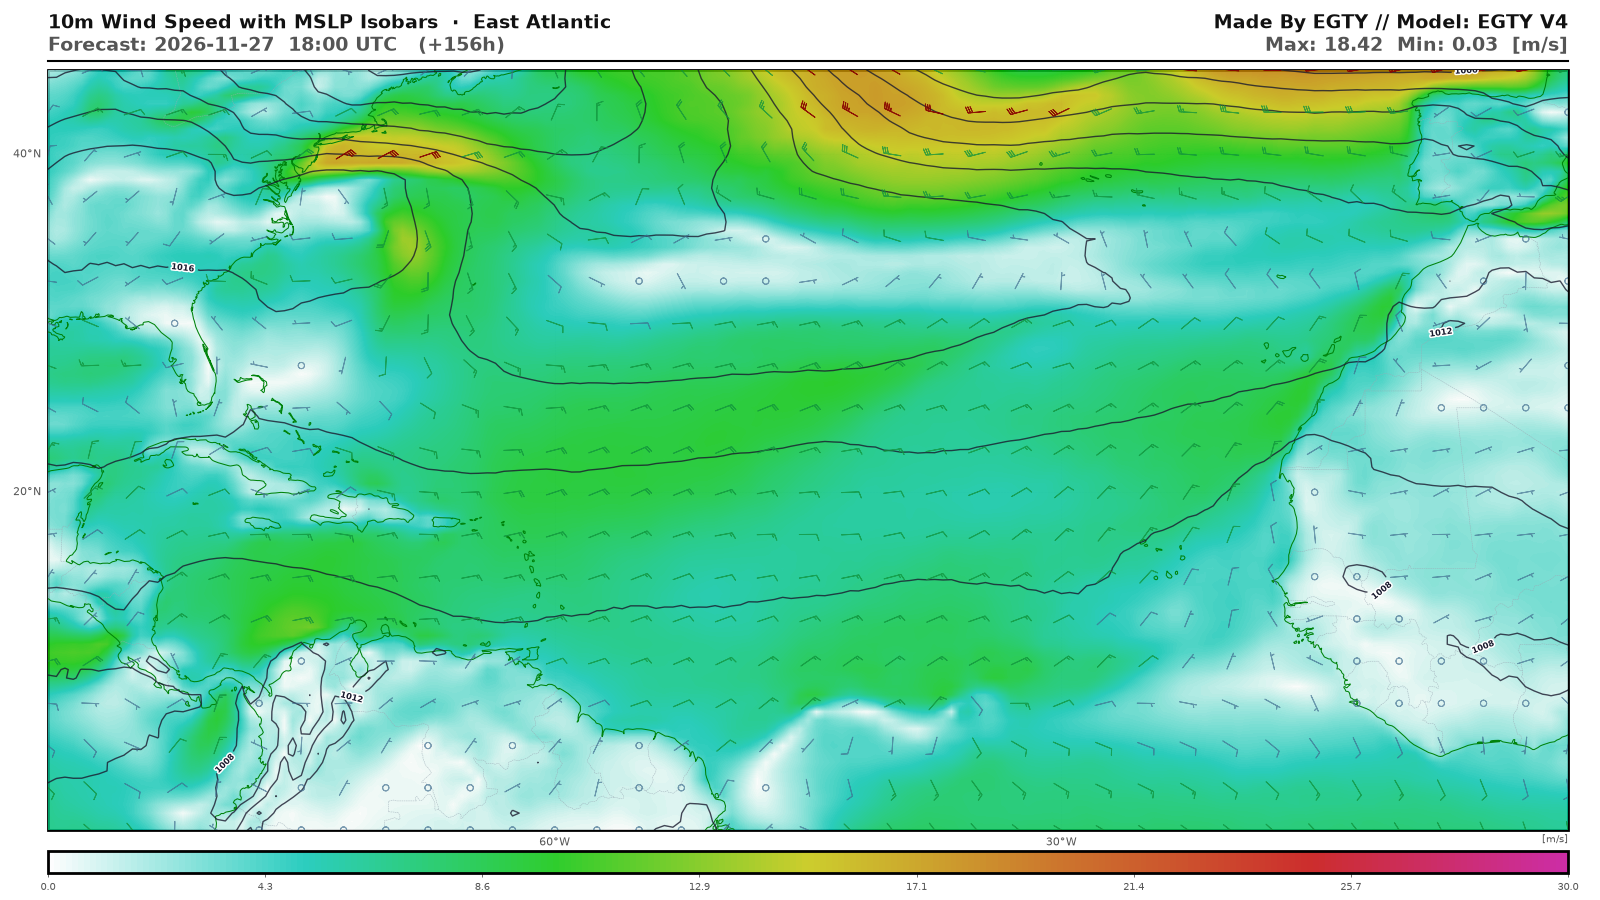 10m Wind Speed with MSLP Isobars · East Atlantic
Made By EGTY // Model: EGTY V4
Forecast: 2026-11-27 18:00 UTC (+156h)
Max: 18.42 Min: 0.03 [m/s]
40°N
1016
1012
20°N
1008
1008
1012
1008
60°W
30°W
[m/s]
0.0
4.3
8.6
12.9
17.1
21.4
25.7
30.0